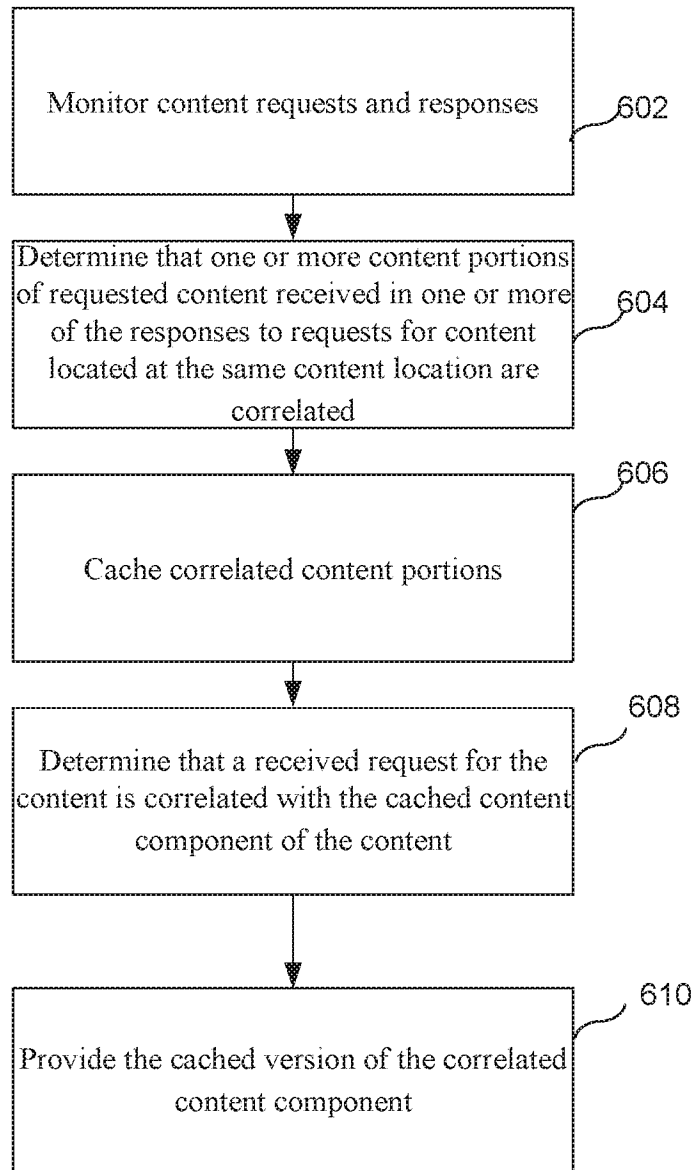 Monitor content requests and responses
602
Determine that one or more content portions
of requested content received in one or more
of the responses to requests for content
located at the same content location are
correlated
604
606
Cache correlated content portions
608
Determine that a received request for the
content is correlated with the cached content
component of the content
610
Provide the cached version of the correlated
content component